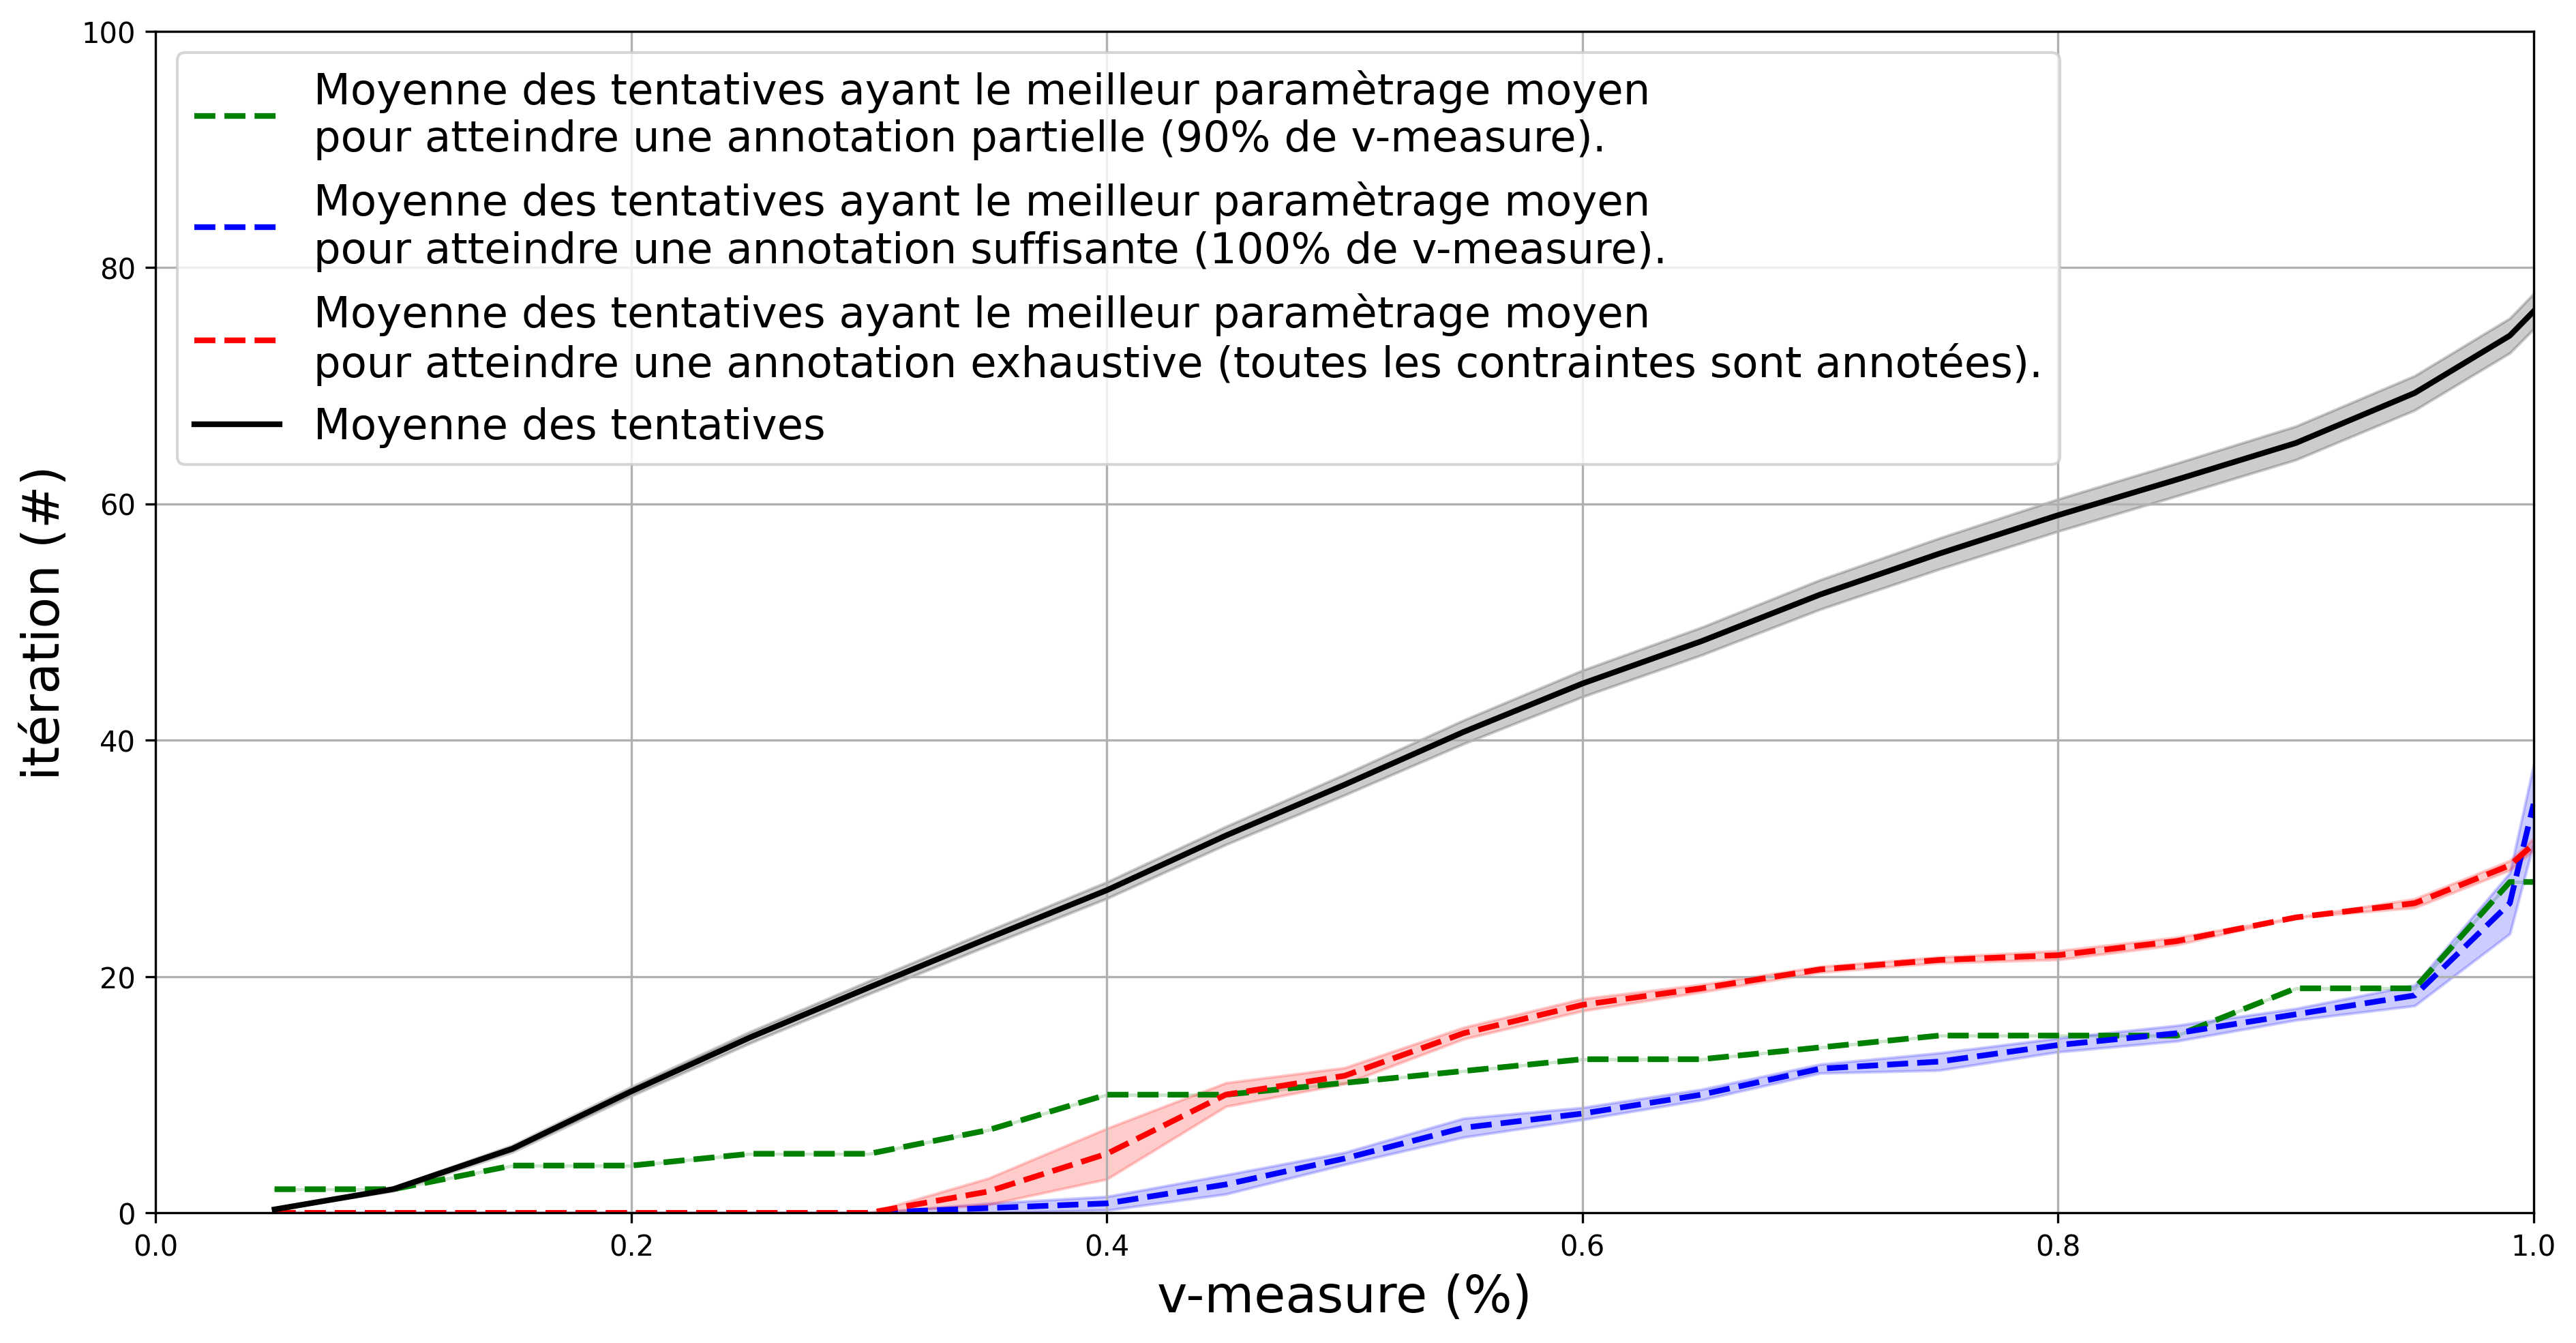 Moyenne des tentatives ayant le meilleur paramètrage moyen
pour atteindre une annotation partielle (90% de v-measure).
Moyenne des tentatives ayant le meilleur paramètrage moyen
pour atteindre une annotation suffisante (100% de v-measure).
Moyenne des tentatives ayant le meilleur paramètrage moyen
pour atteindre une annotation exhaustive (toutes les contraintes sont annotées).
Moyenne des tentatives
itération (#)
100
80
60
40
20
0
0.0 0.2 0.4 0.6 0.8 1.0
v-measure (%)